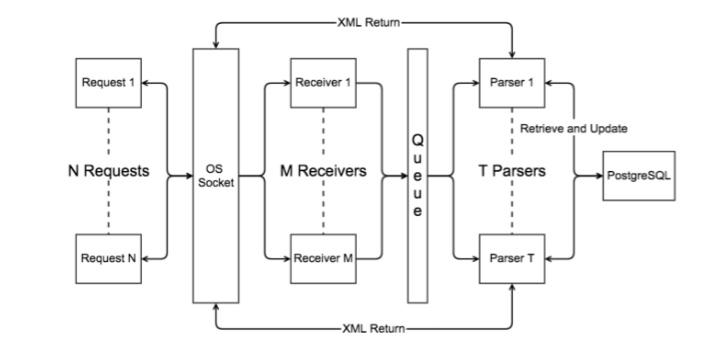 XML Return
Request 1
Receiver 1
Parser 1
Retrieve and Update
N Requests
OS
Socket
M Receivers
Queue
T Parsers
PostgreSQL
Request N
Receiver M
Parser T
XML Return